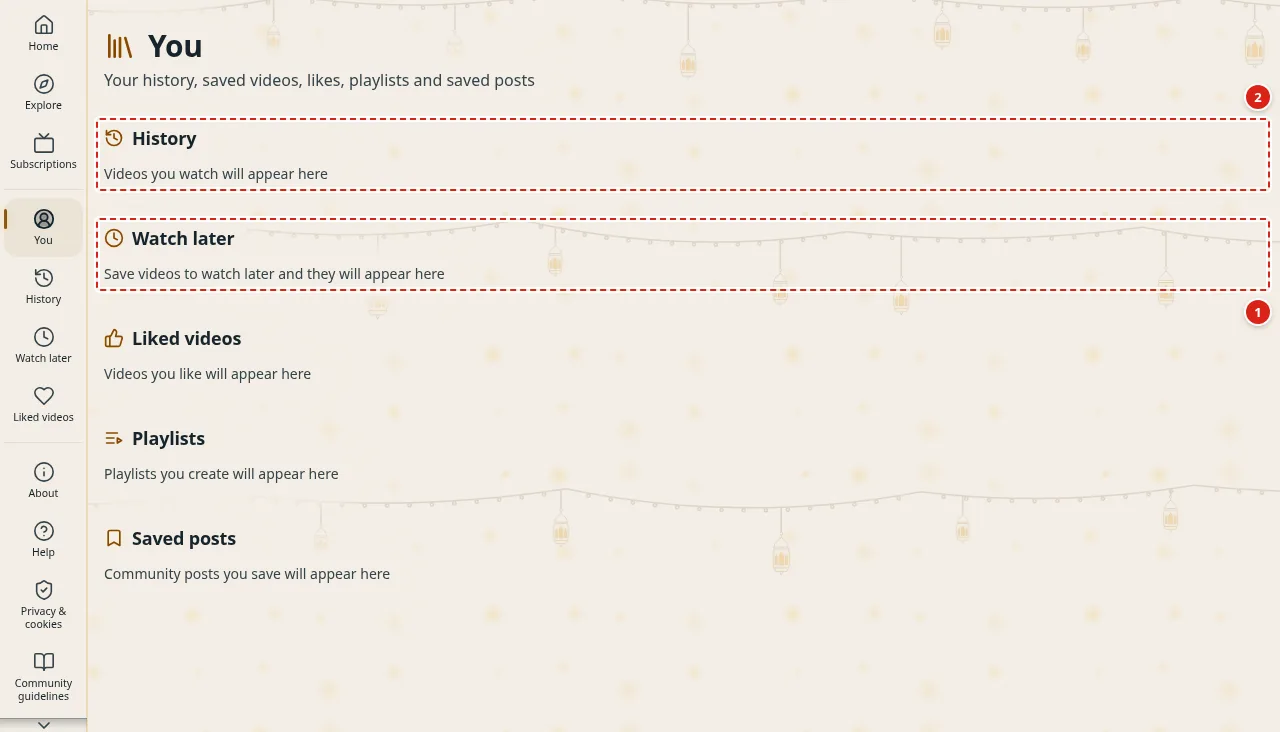 Home
Explore
Subscriptions
You
History
Watch later
Liked videos
About
Help
Privacy &
cookies
Community
guidelines
You
Your history, saved videos, likes, playlists and saved posts
2
History
Videos you watch will appear here
Watch later
Save videos to watch later and they will appear here
1
Liked videos
Videos you like will appear here
Playlists
Playlists you create will appear here
Saved posts
Community posts you save will appear here